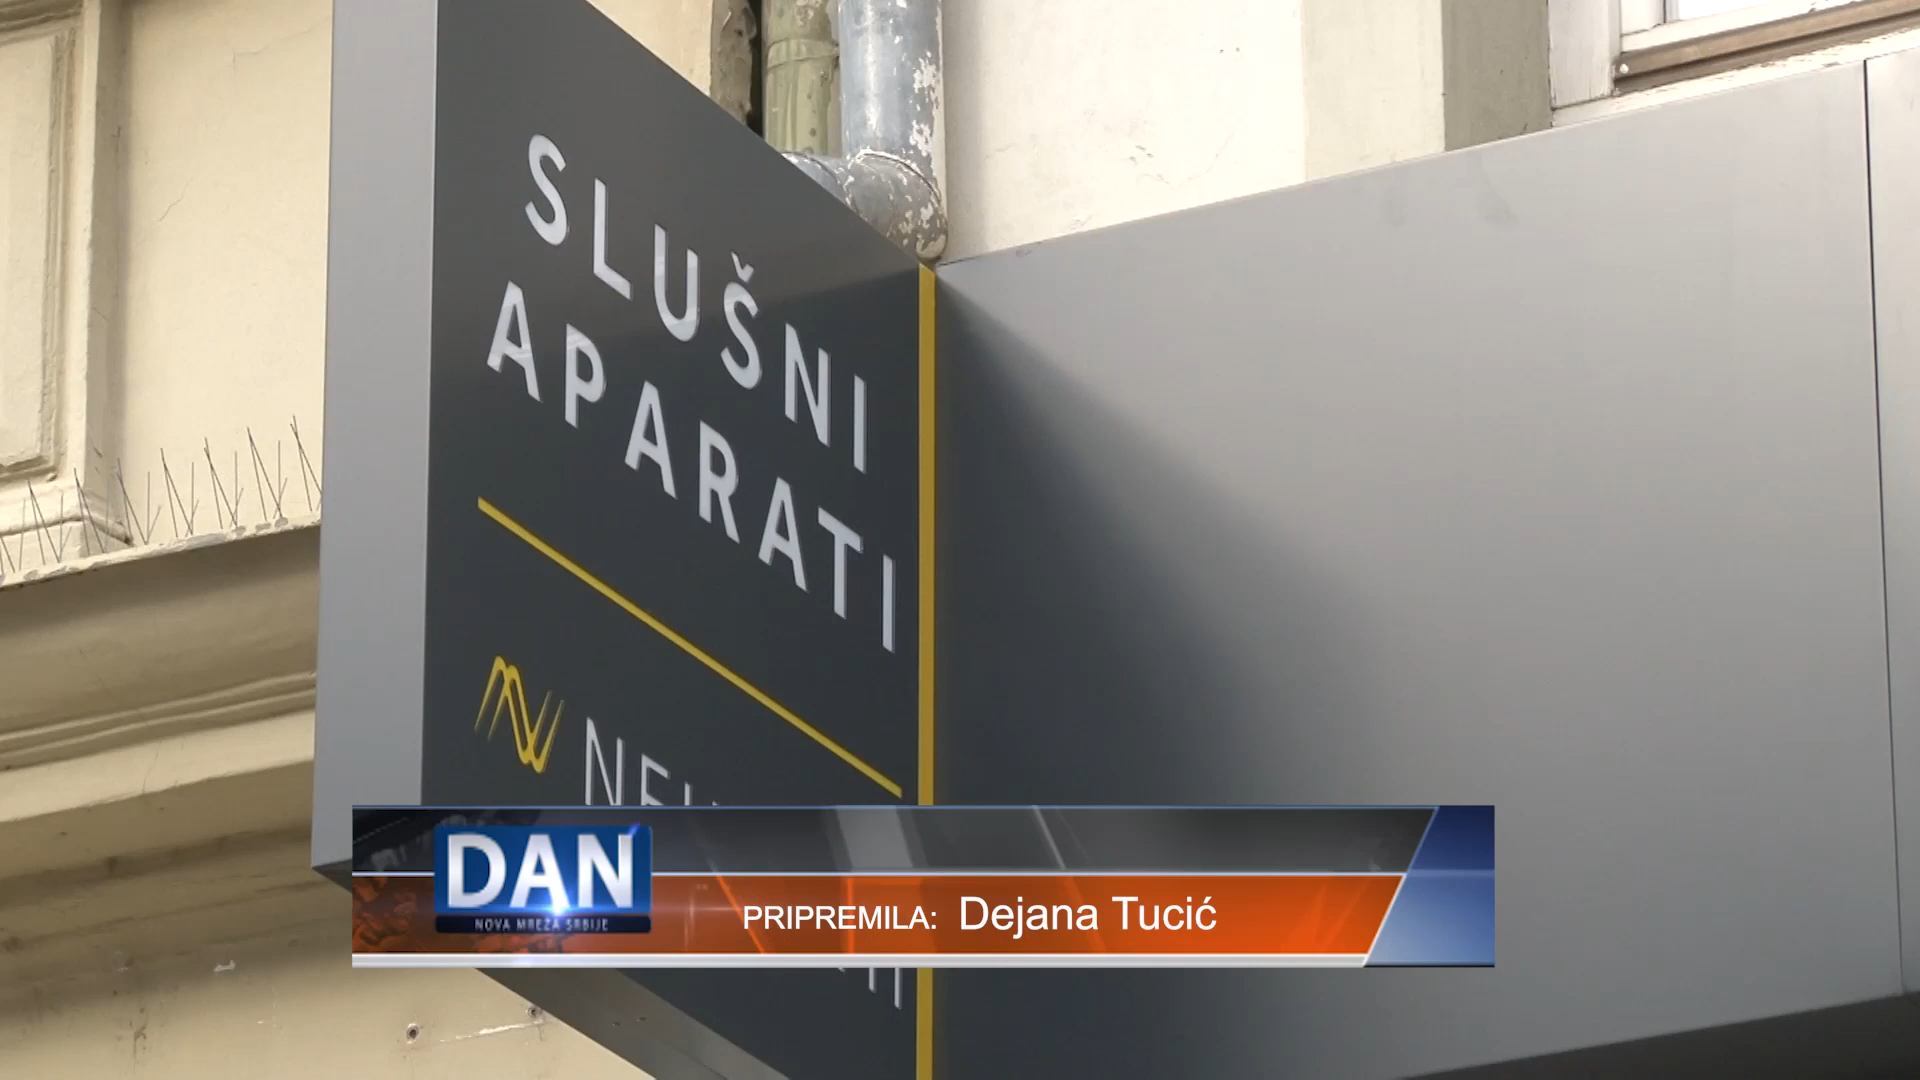 SLUŠNI
APARATI
DAN
NOVA MREŽA SRBIJE
PRIPREMILA: Dejana Tucić